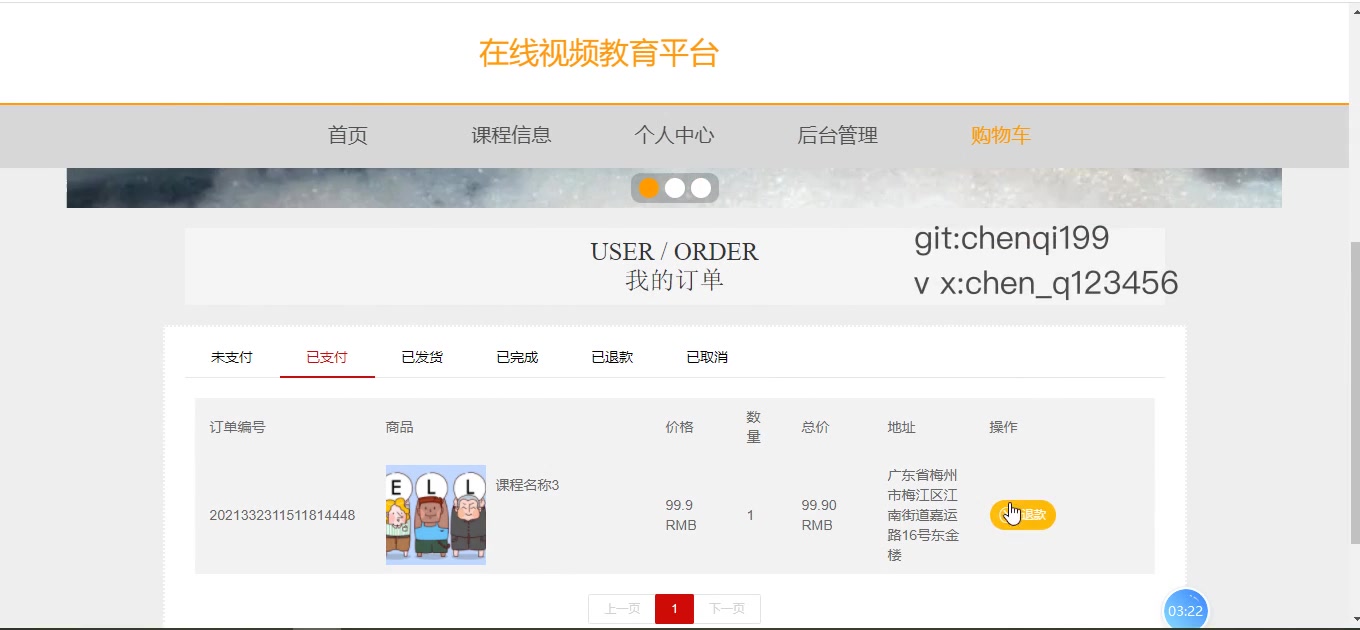 在线视频教育平台
首页 课程信息 个人中心 后台管理 购物车
git:chenqi199
USER / ORDER
我的订单
v x:chen_q123456
未支付 已支付 已发货 已完成 已退款 已取消
订单编号 商品 价格 数量 总价 地址 操作
E L L
课程名称3
2021332311511814448
99.9
RMB
1
99.90
RMB
广东省梅州
市梅江区江
南街道嘉运
路16号东金
楼
退款
上一页 1 下一页
03:22